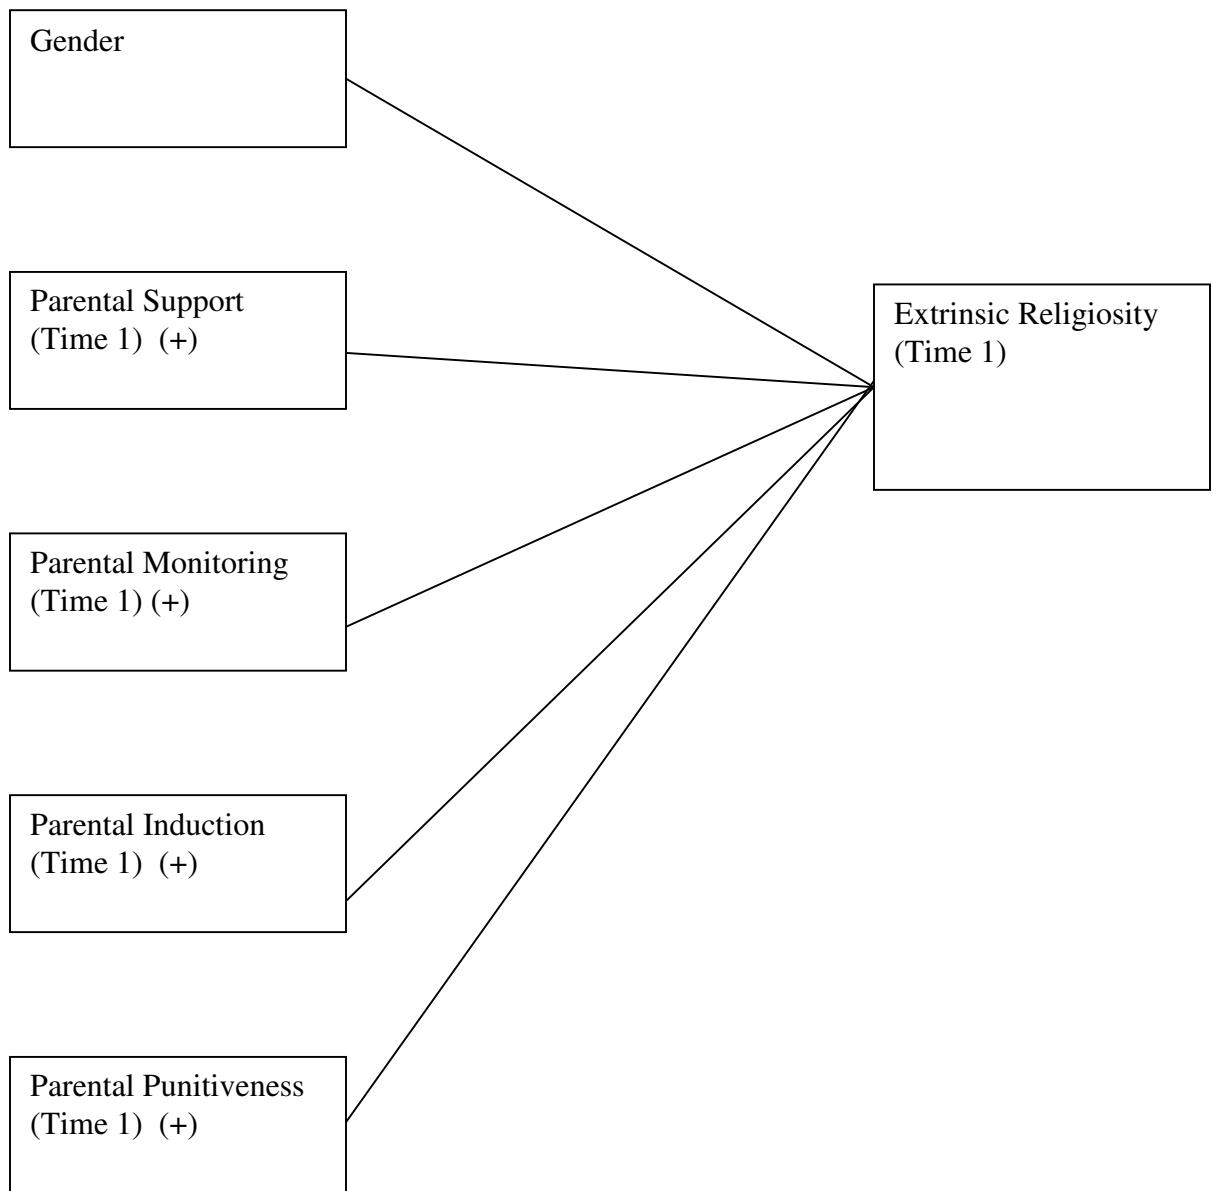 Gender
Parental Support
(Time 1)  (+)
Extrinsic Religiosity
(Time 1)
Parental Monitoring
(Time 1) (+)
Parental Induction
(Time 1)  (+)
Parental Punitiveness
(Time 1)  (+)